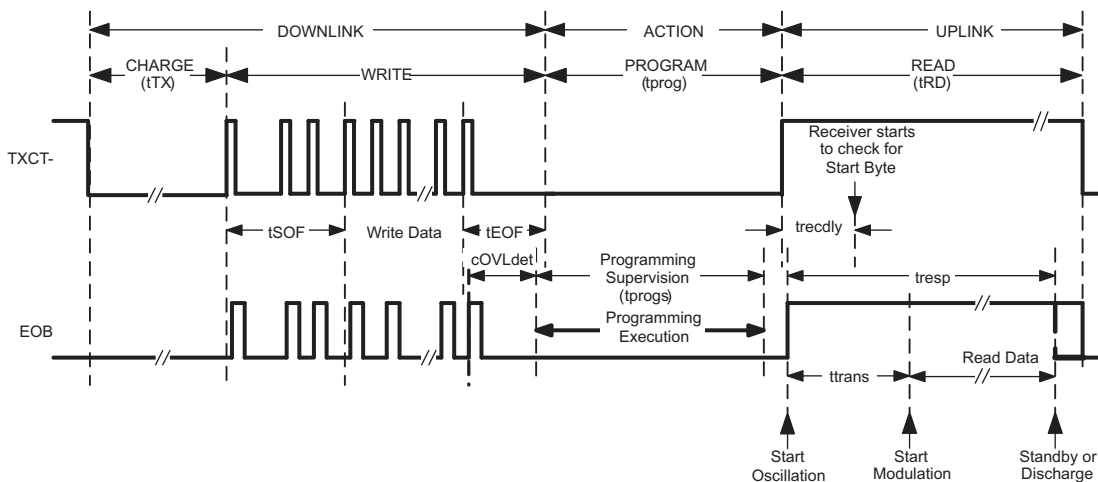 DOWNLINK
ACTION
UPLINK
CHARGE
(tTX)
WRITE
PROGRAM
(tprog)
READ
(tRD)
TXCT-
Receiver starts
to check for
Start Byte
tSOF
Write Data
tEOF
trecdly
cOVLdet
Programming
Supervision
(tprogs)
tresp
EOB
Programming
Execution
Read Data
ttrans
Start
Oscillation
Start
Modulation
Standby or
Discharge